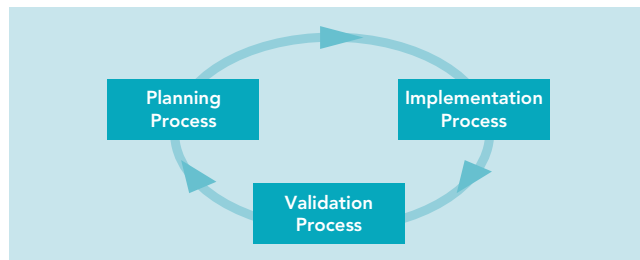 Planning
Process
Implementation
Process
Validation
Process